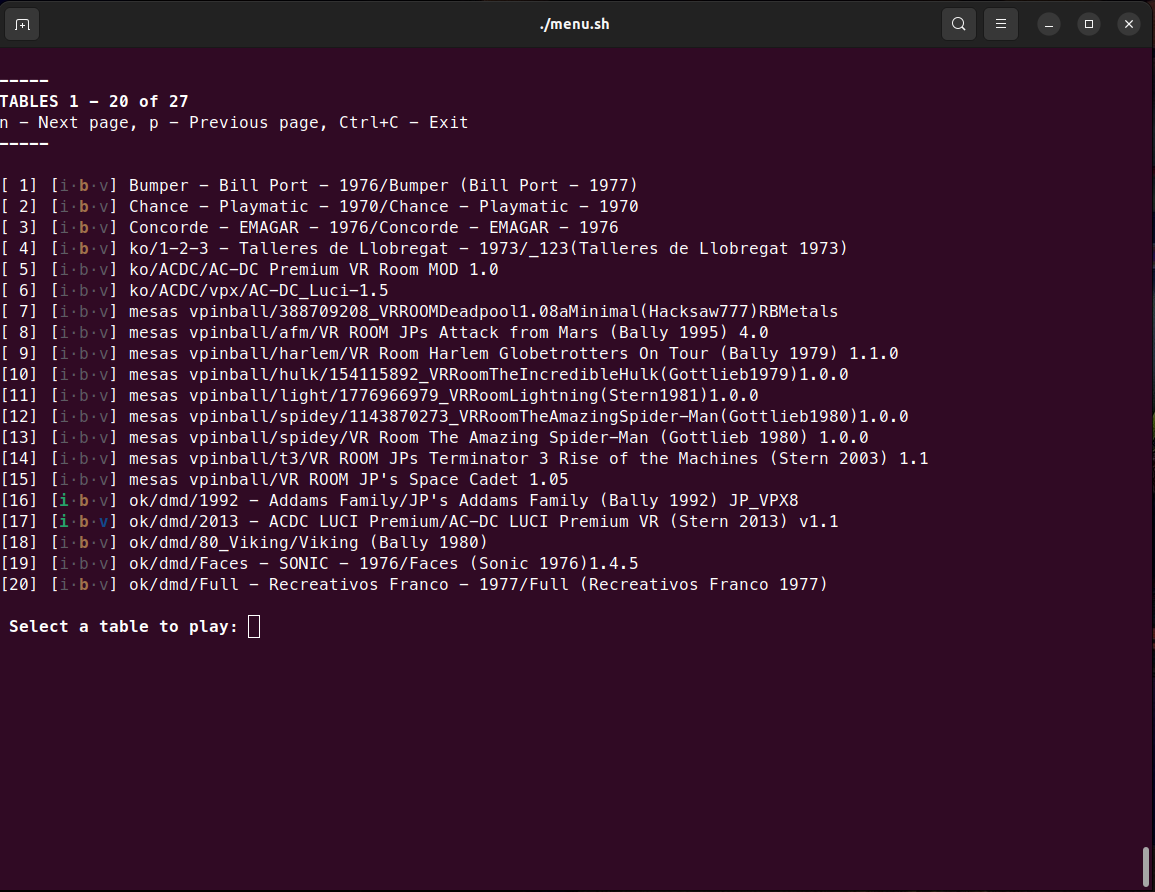 ./menu.sh
-----
TABLES 1 - 20 of 27
n - Next page, p - Previous page, Ctrl+C - Exit
-----
[ 1] [i·b·v] Bumper - Bill Port - 1976/Bumper (Bill Port - 1977)
[ 2] [i·b·v] Chance - Playmatic - 1970/Chance - Playmatic - 1970
[ 3] [i·b·v] Concorde - EMAGAR - 1976/Concorde - EMAGAR - 1976
[ 4] [i·b·v] ko/1-2-3 - Talleres de Llobregat - 1973/_123(Talleres de Llobregat 1973)
[ 5] [i·b·v] ko/ACDC/AC-DC Premium VR Room MOD 1.0
[ 6] [i·b·v] ko/ACDC/vpx/AC-DC_Luci-1.5
[ 7] [i·b·v] mesas vpinball/388709208_VRROOMDeadpool1.08aMinimal(Hacksaw777)RBMetals
[ 8] [i·b·v] mesas vpinball/afm/VR ROOM JPs Attack from Mars (Bally 1995) 4.0
[ 9] [i·b·v] mesas vpinball/harlem/VR Room Harlem Globetrotters On Tour (Bally 1979) 1.1.0
[10] [i·b·v] mesas vpinball/hulk/154115892_VRRoomTheIncredibleHulk(Gottlieb1979)1.0.0
[11] [i·b·v] mesas vpinball/light/1776966979_VRRoomLightning(Stern1981)1.0.0
[12] [i·b·v] mesas vpinball/spidey/1143870273_VRRoomTheAmazingSpider-Man(Gottlieb1980)1.0.0
[13] [i·b·v] mesas vpinball/spidey/VR Room The Amazing Spider-Man (Gottlieb 1980) 1.0.0
[14] [i·b·v] mesas vpinball/t3/VR ROOM JPs Terminator 3 Rise of the Machines (Stern 2003) 1.1
[15] [i·b·v] mesas vpinball/VR ROOM JP's Space Cadet 1.05
[16] [i·b·v] ok/dmd/1992 - Addams Family/JP's Addams Family (Bally 1992) JP_VPX8
[17] [i·b·v] ok/dmd/2013 - ACDC LUCI Premium/AC-DC LUCI Premium VR (Stern 2013) v1.1
[18] [i·b·v] ok/dmd/80_Viking/Viking (Bally 1980)
[19] [i·b·v] ok/dmd/Faces - SONIC - 1976/Faces (Sonic 1976)1.4.5
[20] [i·b·v] ok/dmd/Full - Recreativos Franco - 1977/Full (Recreativos Franco 1977)
Select a table to play: